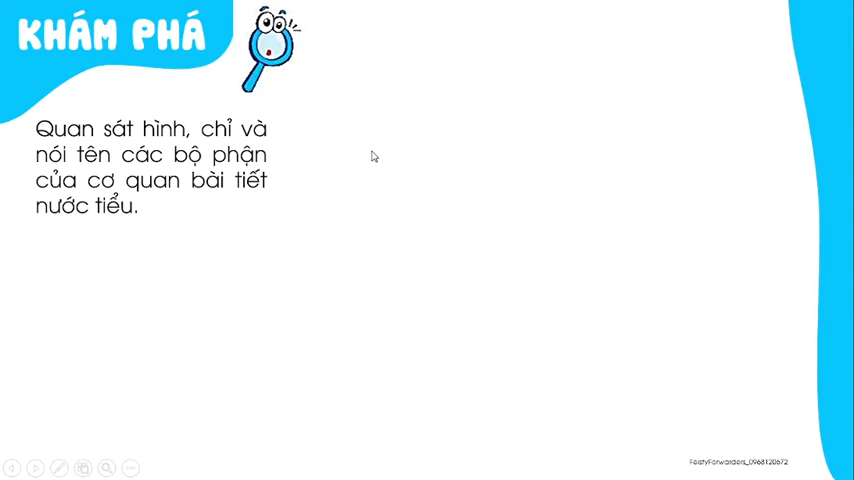 KHÁM PHÁ
Quan sát hình, chỉ và
nói tên các bộ phận
của cơ quan bài tiết
nước tiểu.
FeistyForwarders_0968120672